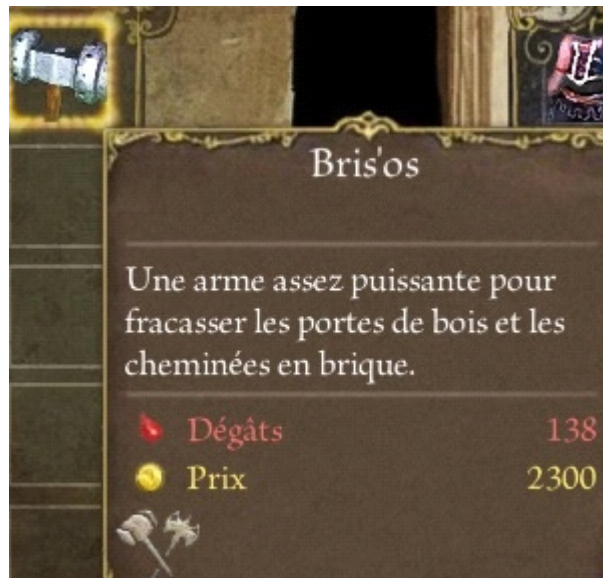 Bris'os
Une arme assez puissante pour
fracasser les portes de bois et les
cheminées en brique.
Dégâts 138
Prix 2300